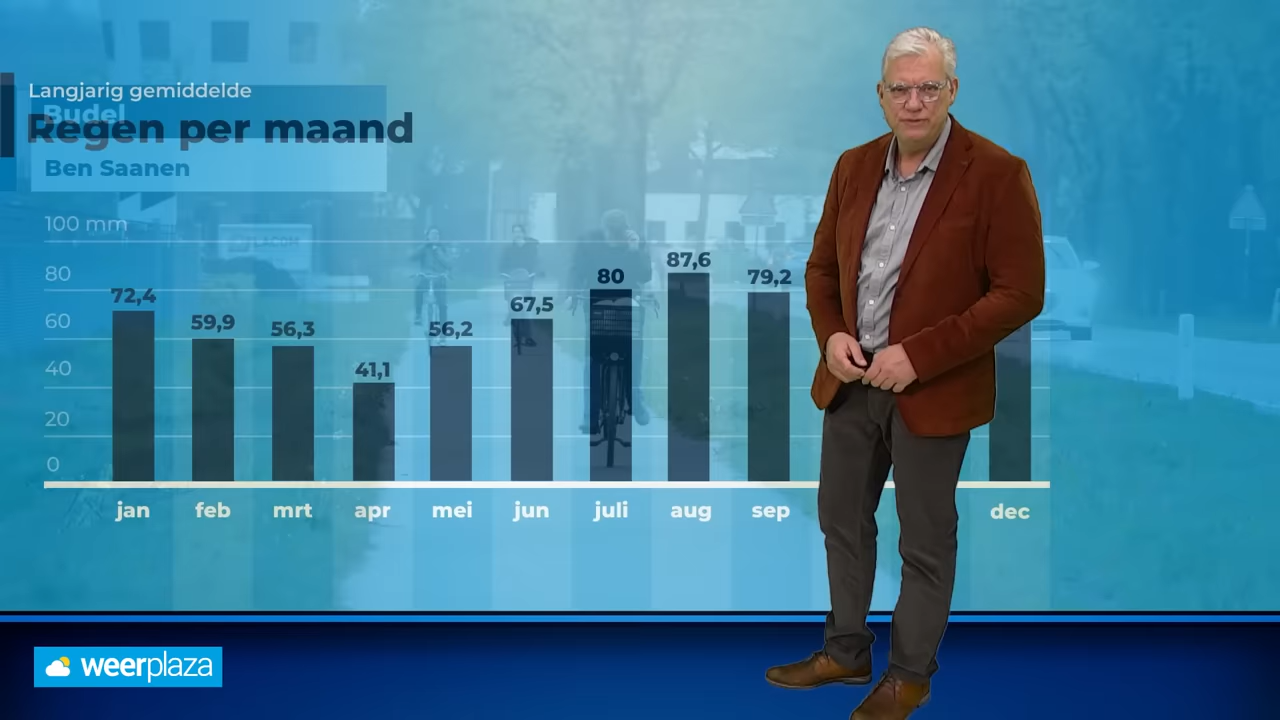 Langjarig gemiddelde
Budel
Regen per maand
Ben Saanen
100 mm
80
60
40
20
0
72,4
59,9
56,3
41,1
56,2
67,5
80
87,6
79,2
jan
feb
mrt
apr
mei
jun
juli
aug
sep
dec
weerplaza